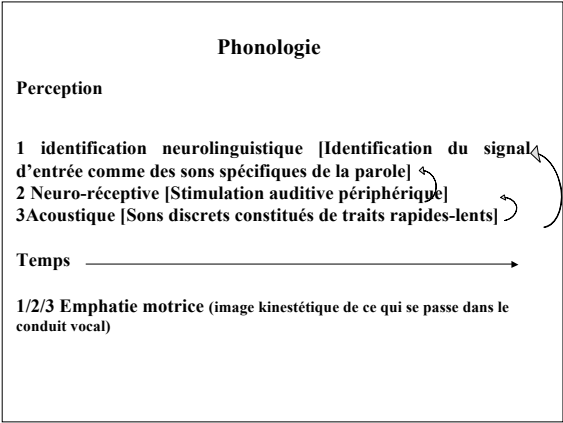 Phonologie
Perception
1 identification neurolinguistique [Identification du signal
d'entrée comme des sons spécifiques de la parole]
2 Neuro-réceptive [Stimulation auditive périphérique]
3Acoustique [Sons discrets constitués de traits rapides-lents]
Temps
1/2/3 Emphatie motrice (image kinestétique de ce qui se passe dans le
conduit vocal)